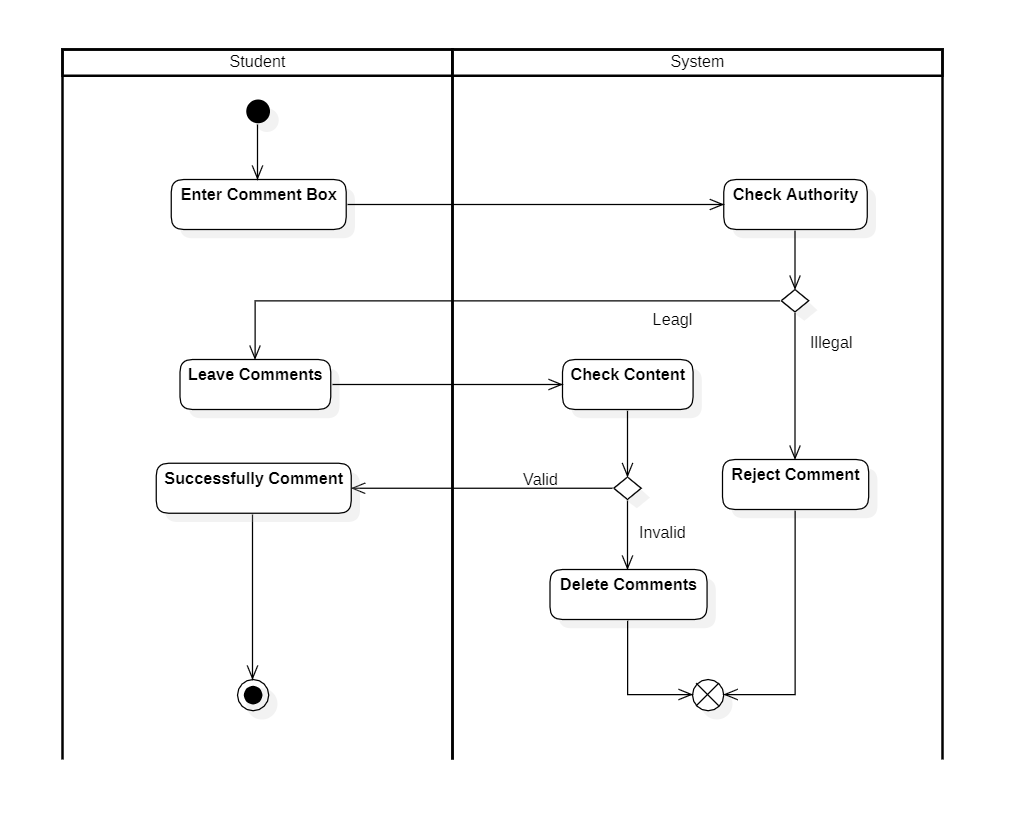 Student
System
Enter Comment Box
Check Authority
Leagl
Illegal
Leave Comments
Check Content
Successfully Comment
Valid
Reject Comment
Invalid
Delete Comments